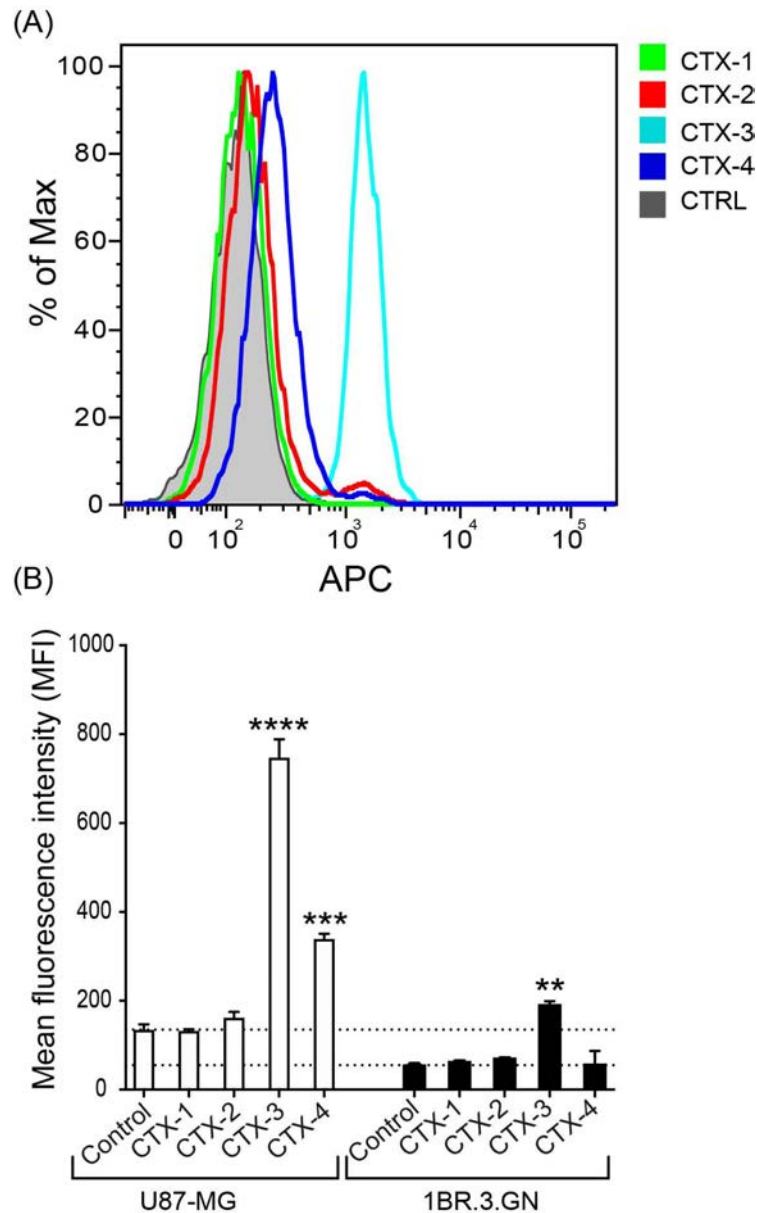 (A)
100
80
60
40
20
0
% of Max
0 10² 10³ 10⁴ 10⁵
APC
CTX-1
CTX-2
CTX-3
CTX-4
CTRL
(B)
Mean fluorescence intensity (MFI)
1000
800
600
400
200
0
****
***
**
Control CTX-1 CTX-2 CTX-3 CTX-4 Control CTX-1 CTX-2 CTX-3 CTX-4
U87-MG 1BR.3.GN